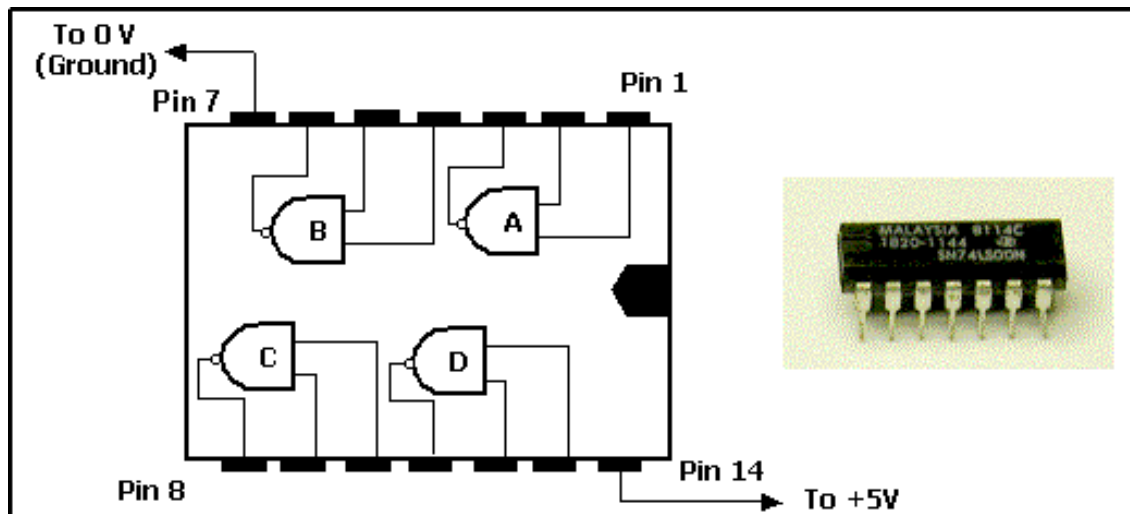 To 0 V
(Ground)
Pin 7
Pin 1
B
A
C
D
Pin 8
Pin 14
To +5V
MALAYSIA 8114C
1820-1144
SN74LS00N